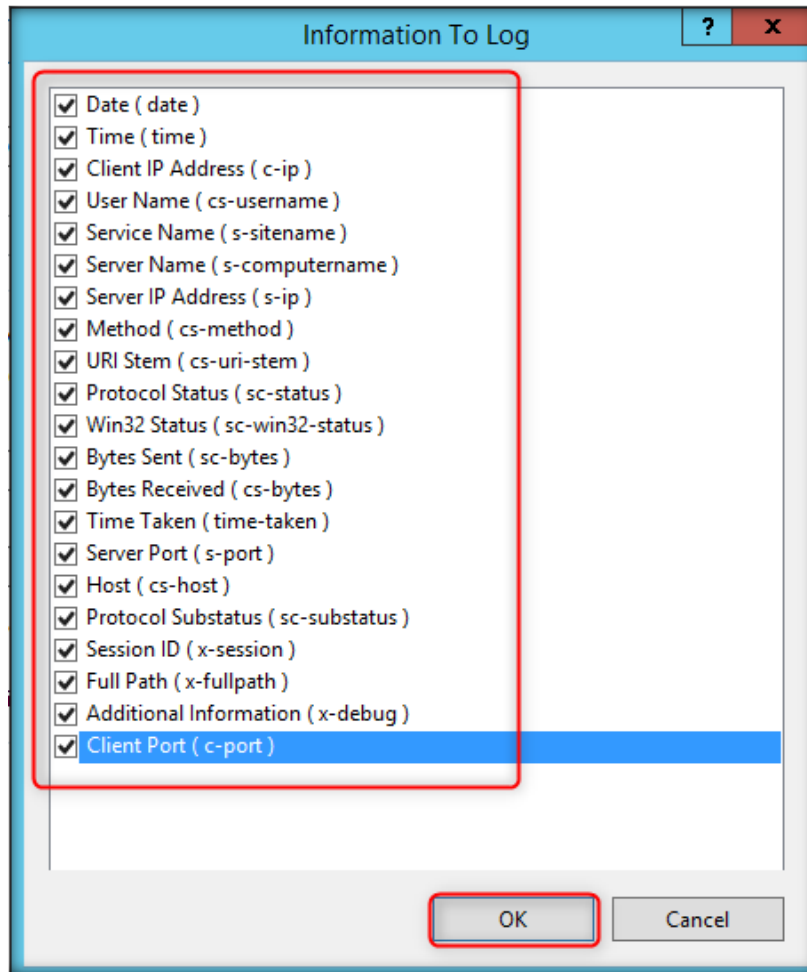 Information To Log
?
x
Date ( date )
Time ( time )
Client IP Address ( c-ip )
User Name ( cs-username )
Service Name ( s-sitename )
Server Name ( s-computername )
Server IP Address ( s-ip )
Method ( cs-method )
URI Stem ( cs-uri-stem )
Protocol Status ( sc-status )
Win32 Status ( sc-win32-status )
Bytes Sent ( sc-bytes )
Bytes Received ( cs-bytes )
Time Taken ( time-taken )
Server Port ( s-port )
Host ( cs-host )
Protocol Substatus ( sc-substatus )
Session ID ( x-session )
Full Path ( x-fullpath )
Additional Information ( x-debug )
Client Port ( c-port )
OK
Cancel